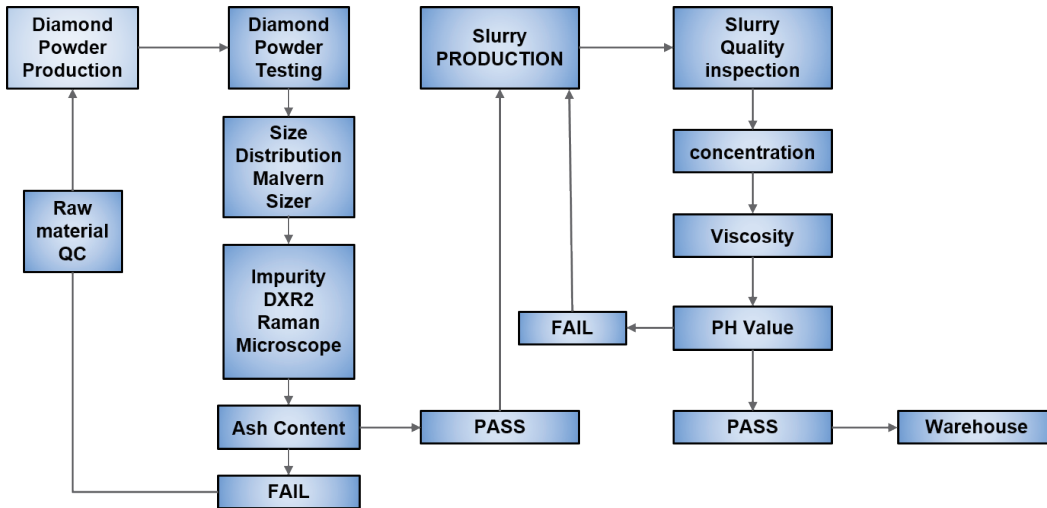 Diamond
Powder
Production
Diamond
Powder
Testing
Size
Distribution
Malvern
Sizer
Raw
material
QC
Impurity
DXR2
Raman
Microscope
Ash Content
FAIL
PASS
Slurry
PRODUCTION
Slurry
Quality
inspection
concentration
Viscosity
PH Value
FAIL
PASS
Warehouse